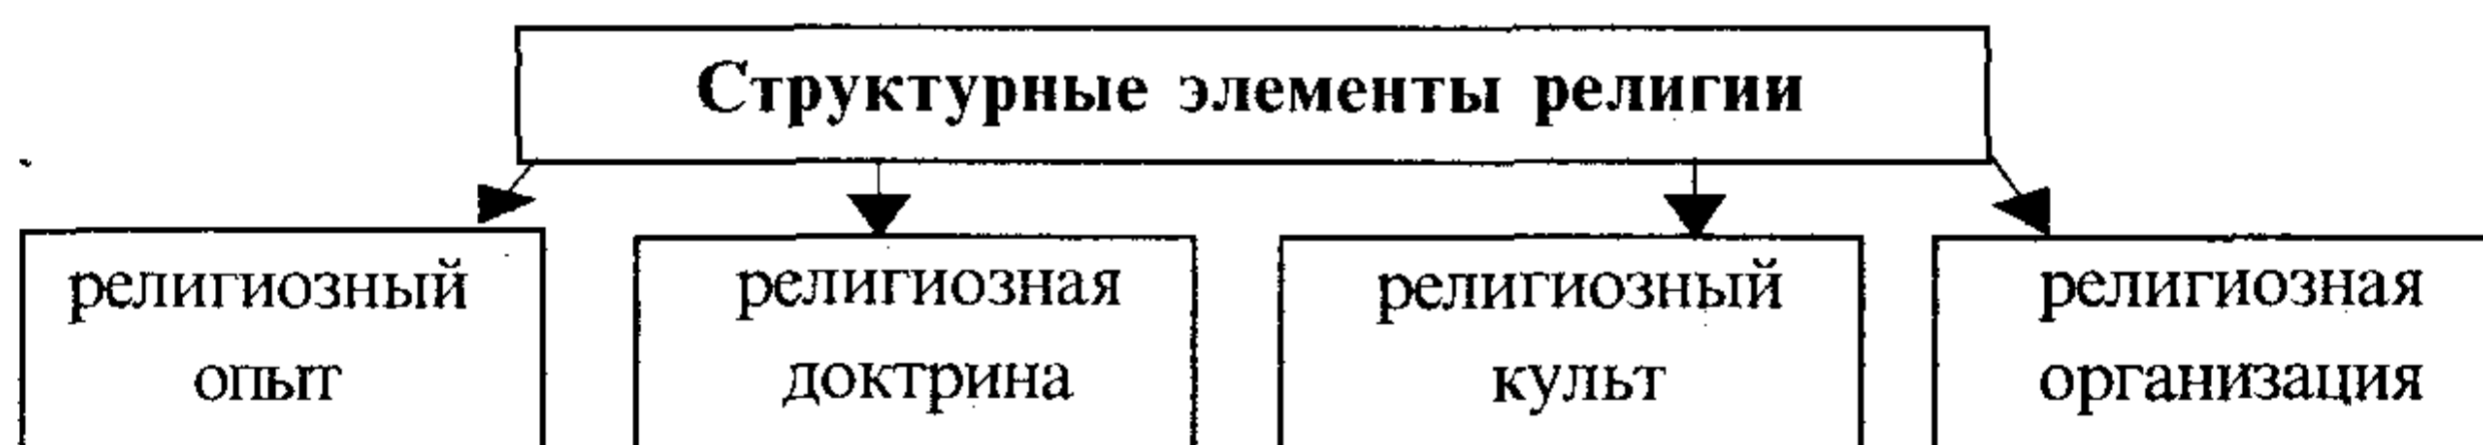 Структурные элементы религии
религиозный
опыт
религиозная
доктрина
религиозный
культ
религиозная
организация